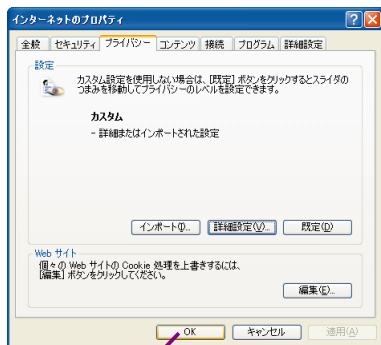 インターネットのプロパティ
全般 セキュリティ プライバシー コンテンツ 接続 プログラム 詳細設定
設定
カスタム設定を使用しない場合は、[既定] ボタンをクリックするとスライダの
つまみを移動してプライバシーのレベルを設定できます。
カスタム
- 詳細またはインポートされた設定
インポート(I)... 詳細設定(V)... 既定(D)
Web サイト
個々の Web サイトの Cookie 処理を上書きするには、
[編集] ボタンをクリックしてください。
編集(E)...
OK キャンセル 適用(A)